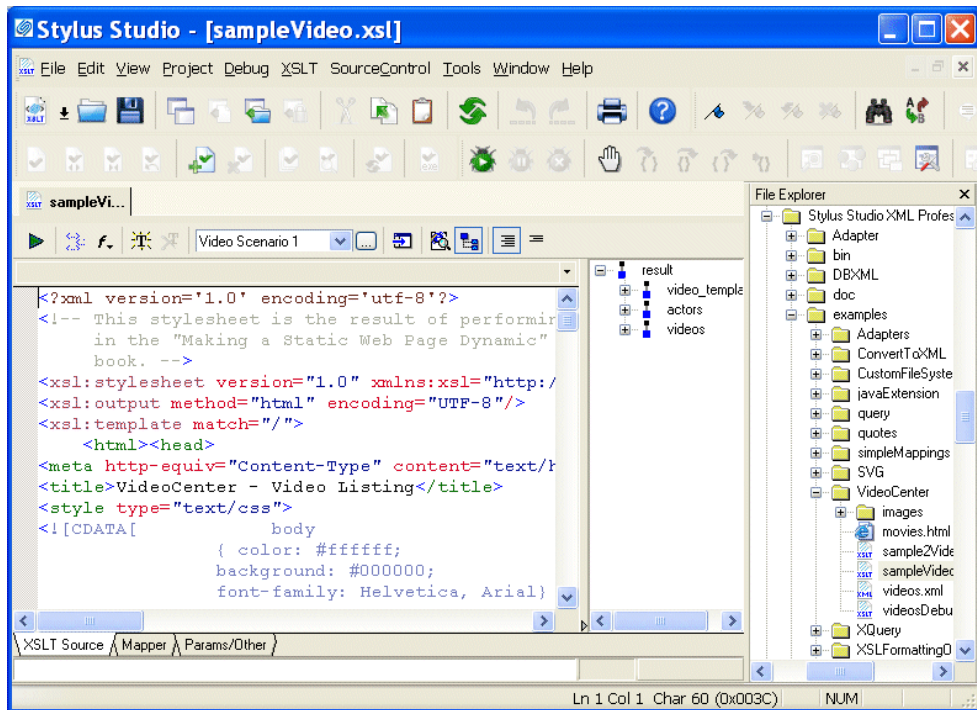 Stylus Studio - [sampleVideo.xsl]
File Edit View Project Debug XSLT SourceControl Tools Window Help
sampleVi...
Video Scenario 1
<?xml version='1.0' encoding='utf-8'?>
<!-- This stylesheet is the result of performin
in the "Making a Static Web Page Dynamic"
book. -->
<xsl:stylesheet version="1.0" xmlns:xsl="http:/
<xsl:output method="html" encoding="UTF-8"/>
<xsl:template match="/">
<html><head>
<meta http-equiv="Content-Type" content="text/h
<title>VideoCenter - Video Listing</title>
<style type="text/css">
<![CDATA[ body
{ color: #ffffff;
background: #000000;
font-family: Helvetica, Arial}
XSLT Source Mapper Params/Other
result
video_templa
actors
videos
File Explorer
Stylus Studio XML Profes
Adapter
bin
DBXML
doc
examples
Adapters
ConvertToXML
CustomFileSyste
javaExtension
query
quotes
simpleMappings
SVG
VideoCenter
images
movies.html
sample2Vide
sampleVideo
videos.xml
videosDebu
XQuery
XSLFormattingO
Ln 1 Col 1 Char 60 (0x003C) NUM